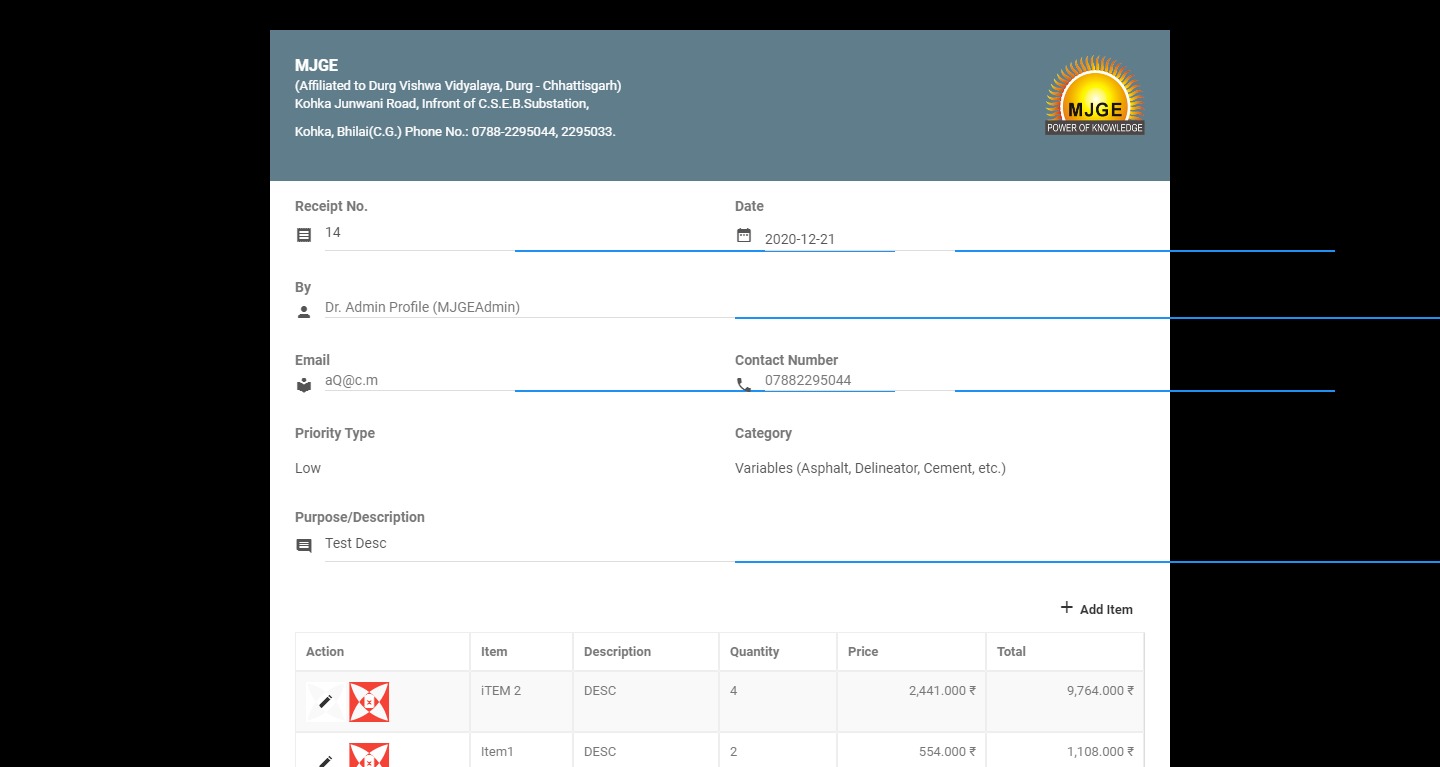 MJGE
(Affiliated to Durg Vishwa Vidyalaya, Durg - Chhattisgarh)
Kohka Junwani Road, Infront of C.S.E.B.Substation,
Kohka, Bhilai(C.G.) Phone No.: 0788-2295044, 2295033.
MJGE
POWER OF KNOWLEDGE
Receipt No. Date
14 2020-12-21
By
Dr. Admin Profile (MJGEAdmin)
Email Contact Number
aQ@c.m 07882295044
Priority Type Category
Low Variables (Asphalt, Delineator, Cement, etc.)
Purpose/Description
Test Desc
Add Item
Action Item Description Quantity Price Total
iTEM 2 DESC 4 2,441.000 ₹ 9,764.000 ₹
Item1 DESC 2 554.000 ₹ 1,108.000 ₹